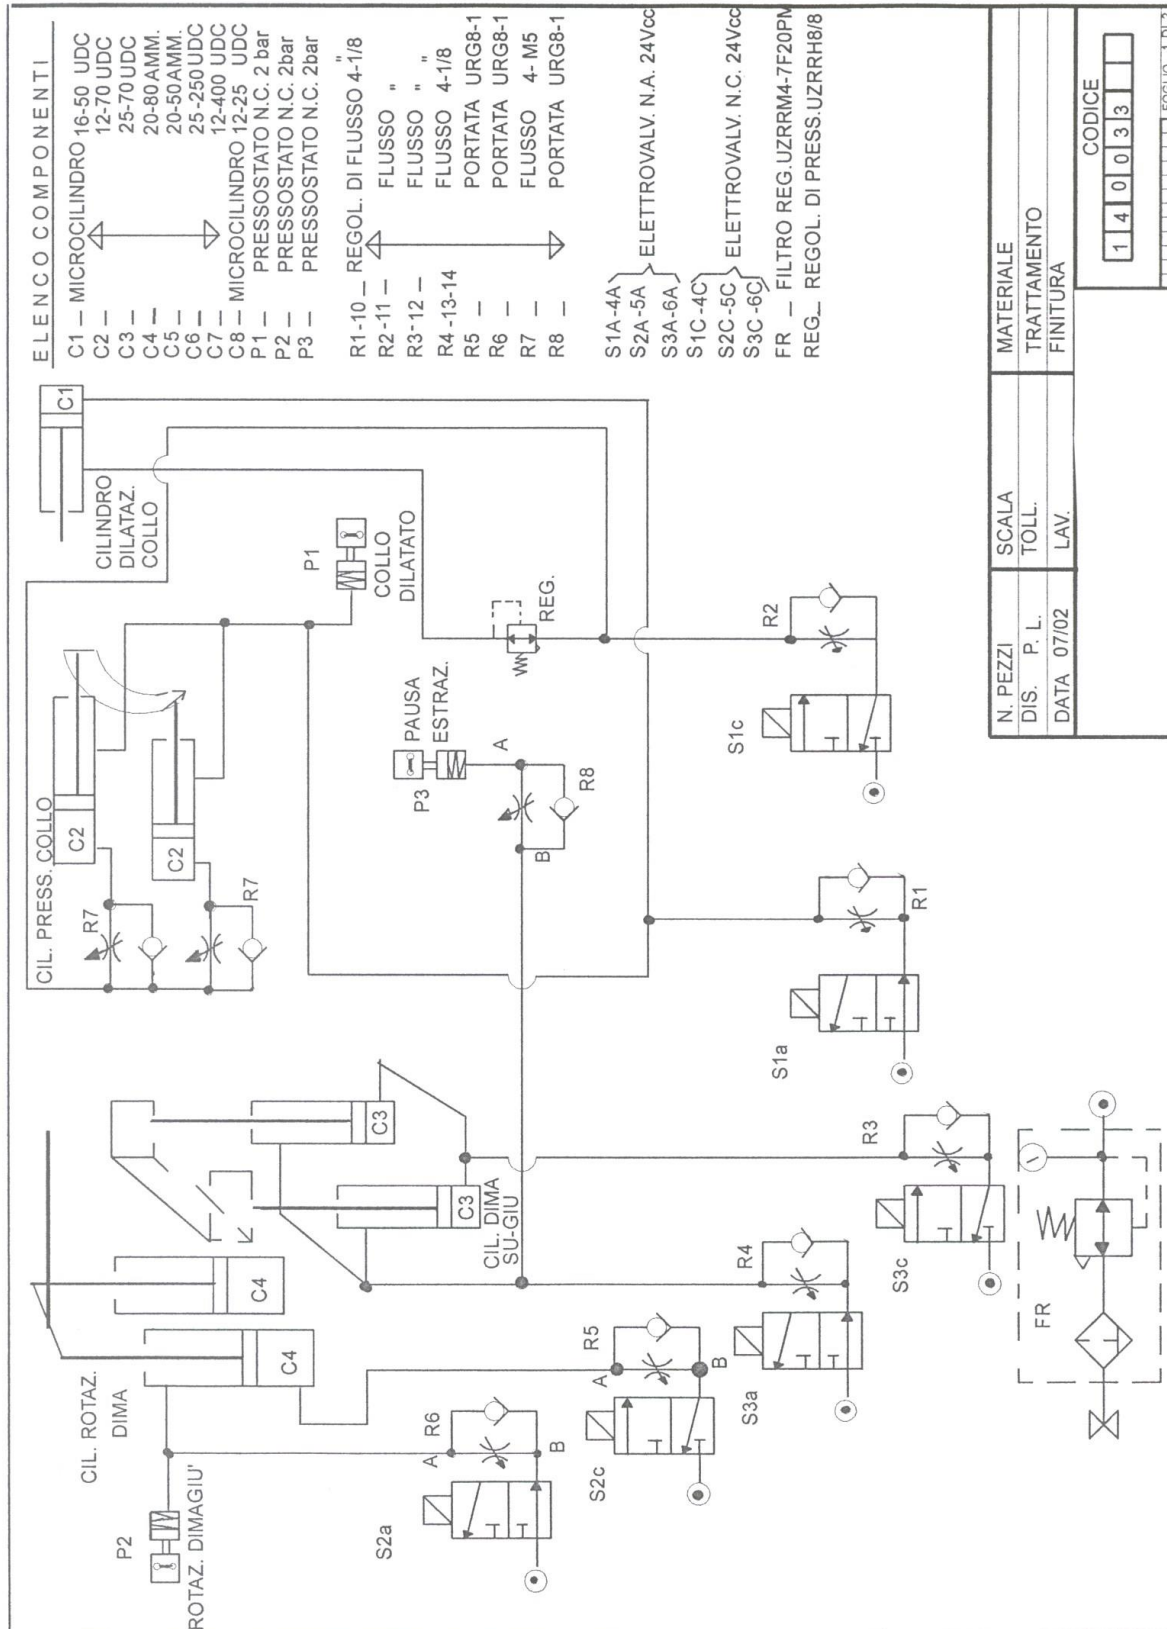 ELENCO COMPONENTI
C1 — MICROCILINDRO 16-50 UDC
C2 — 12-70 UDC
C3 — 25-70 UDC
C4 — 20-80 AMM.
C5 — 20-50 AMM.
C6 — 25-250 UDC
C7 — 12-400 UDC
C8 — MICROCILINDRO 12-25 UDC
P1 — PRESSOSTATO N.C. 2 bar
P2 — PRESSOSTATO N.C. 2bar
P3 — PRESSOSTATO N.C. 2bar
R1-10 — REGOL. DI FLUSSO 4-1/8
R2-11 — FLUSSO " "
R3-12 — FLUSSO " "
R4-13-14 FLUSSO 4-1/8
R5 — PORTATA URG8-1
R6 — PORTATA URG8-1
R7 — FLUSSO 4-M5
R8 — PORTATA URG8-1
S1A-4A
S2A-5A ELETTROVALV. N.A. 24Vcc
S3A-6A
S1C-4C
S2C-5C ELETTROVALV. N.C. 24Vcc
S3C-6C
FR — FILTRO REG.UZRRM4-7F20PM
REG_ REGOL. DI PRESS.UZRRH8/8
C1
CILINDRO
DILATAZ.
COLLO
CIL. PRESS. COLLO
C2
C2
R7
R7
P1
COLLO
DILATATO
REG.
P3
PAUSA
ESTRAZ.
A
B
R8
R2
S1c
R1
S1a
CIL. ROTAZ.
DIMA
C4
C4
C3
C3
CIL. DIMA
SU-GIU
P2
ROTAZ. DIMAGIU'
A
R6
B
S2a
A
R5
B
S2c
R4
S3a
R3
S3c
FR
N. PEZZI
SCALA
MATERIALE
DIS. P. L.
TOLL.
TRATTAMENTO
DATA 07/02
LAV.
FINITURA
CODICE
1 4 0 0 3 3
FOGLIO 1 DI 2